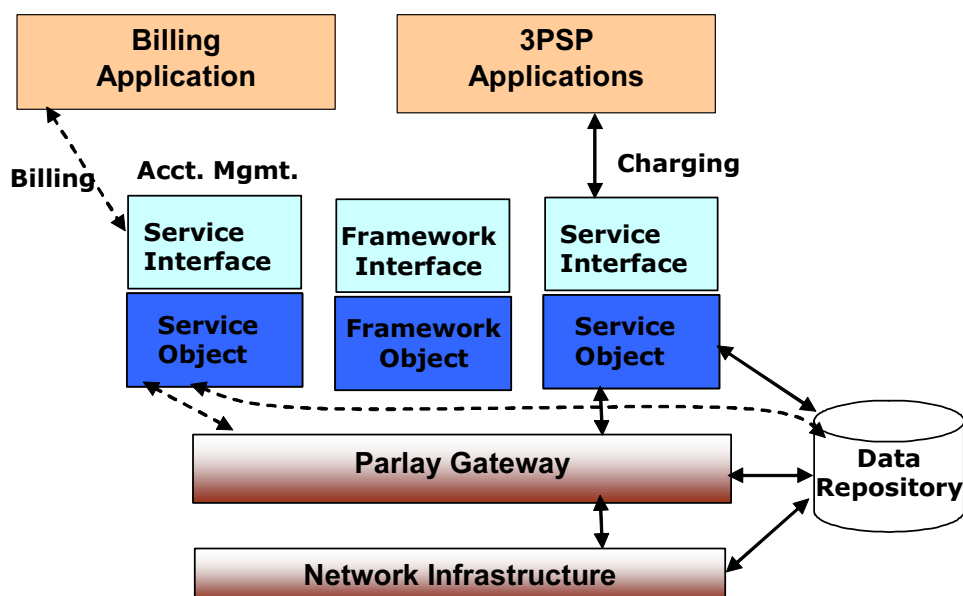 Billing
Application
3PSP
Applications
Billing
Acct. Mgmt.
Charging
Service
Interface
Framework
Interface
Service
Interface
Service
Object
Framework
Object
Service
Object
Parlay Gateway
Data
Repository
Network Infrastructure